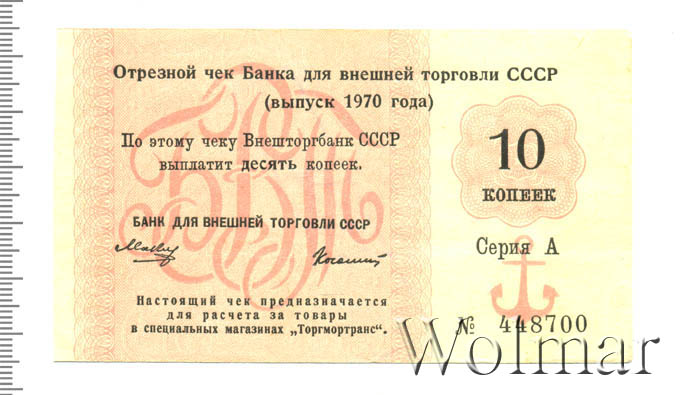 Отрезной чек Банка для внешней торговли СССР
(выпуск 1970 года)
По этому чеку Внешторгбанк СССР
выплатит десять копеек.
БАНК ДЛЯ ВНЕШНЕЙ ТОРГОВЛИ СССР
Настоящий чек предназначается
для расчета за товары
в специальных магазинах „Торгмортранс“.
10
КОПЕЕК
Серия А
№ 448700
Wolmar